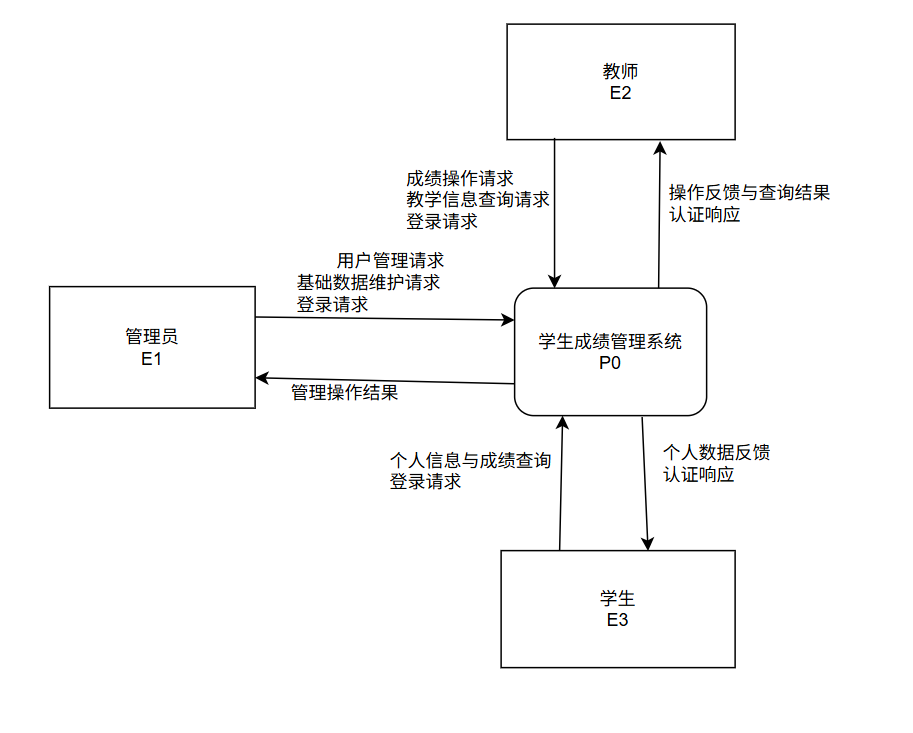 教师
E2
成绩操作请求
教学信息查询请求
登录请求
操作反馈与查询结果
认证响应
用户管理请求
基础数据维护请求
登录请求
管理员
E1
学生成绩管理系统
P0
管理操作结果
个人信息与成绩查询
登录请求
个人数据反馈
认证响应
学生
E3